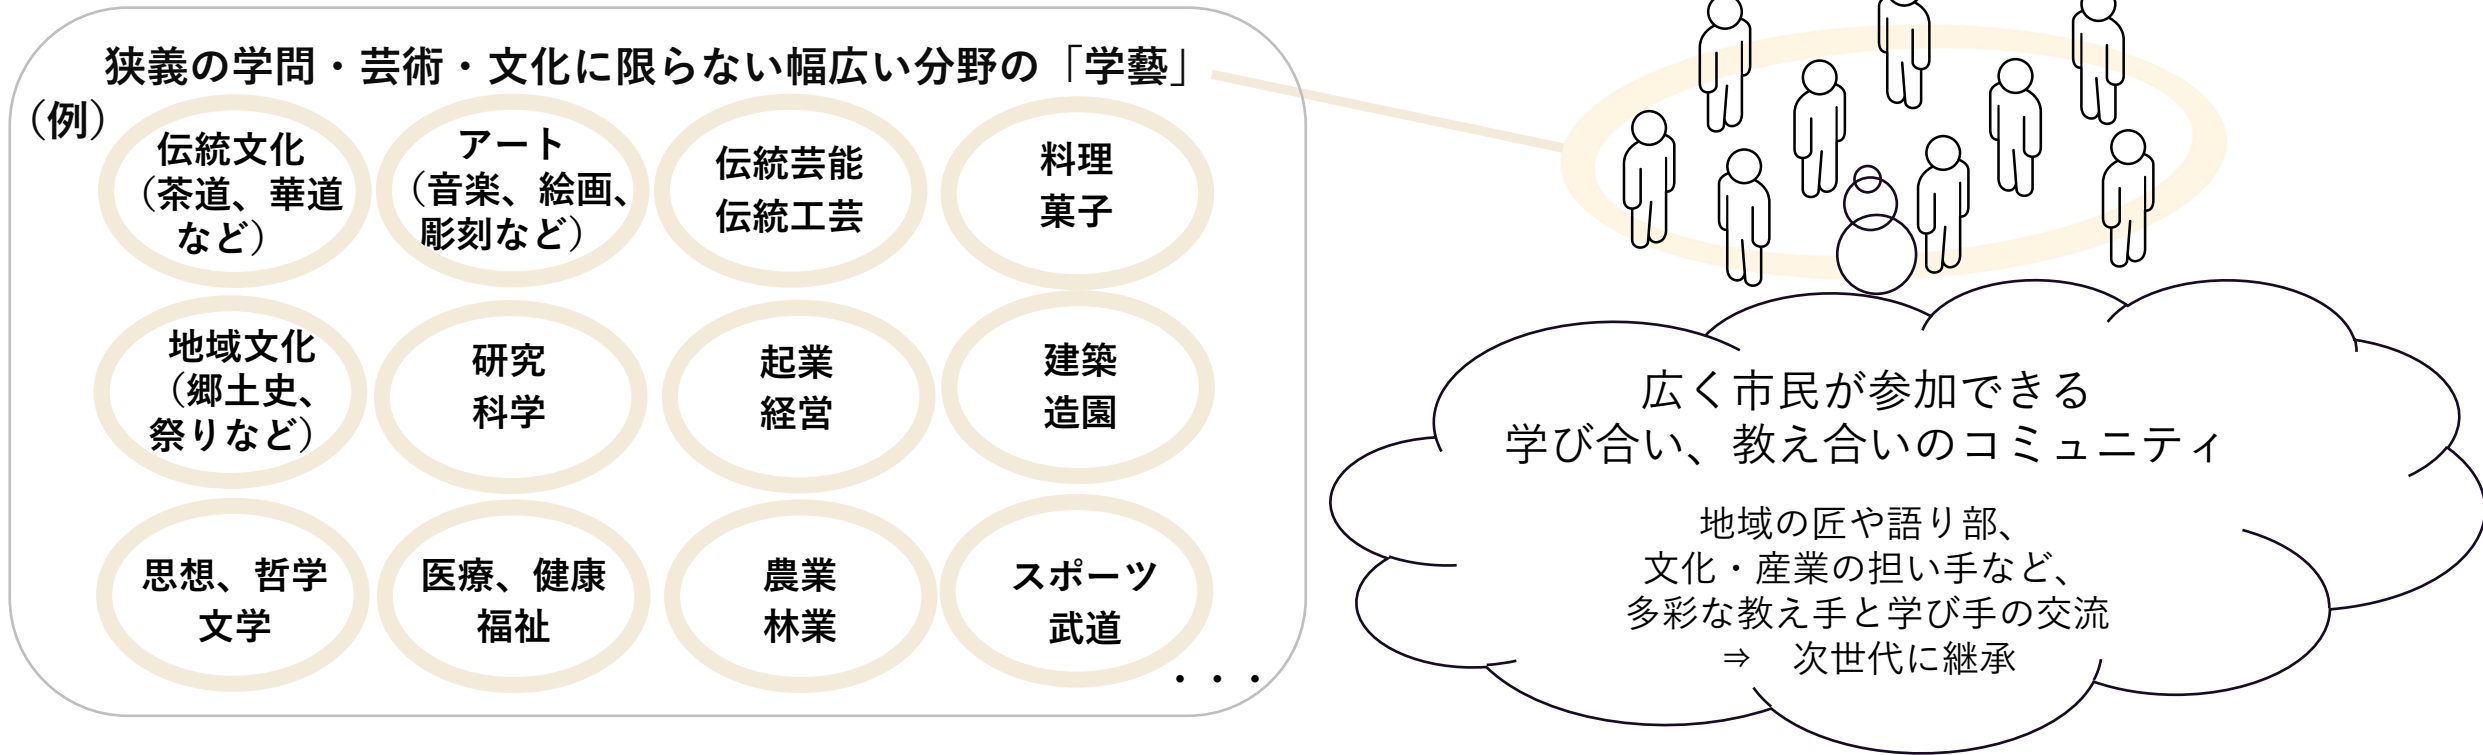 狭義の学問・芸術・文化に限らない幅広い分野の「学藝」
（例）
伝統文化
（茶道、華道
など）
アート
（音楽、絵画、
彫刻など）
伝統芸能
伝統工芸
料理
菓子
地域文化
（郷土史、
祭りなど）
研究
科学
起業
経営
建築
造園
思想、哲学
文学
医療、健康
福祉
農業
林業
スポーツ
武道
・・・
広く市民が参加できる
学び合い、教え合いのコミュニティ
地域の匠や語り部、
文化・産業の担い手など、
多彩な教え手と学び手の交流
⇒　次世代に継承